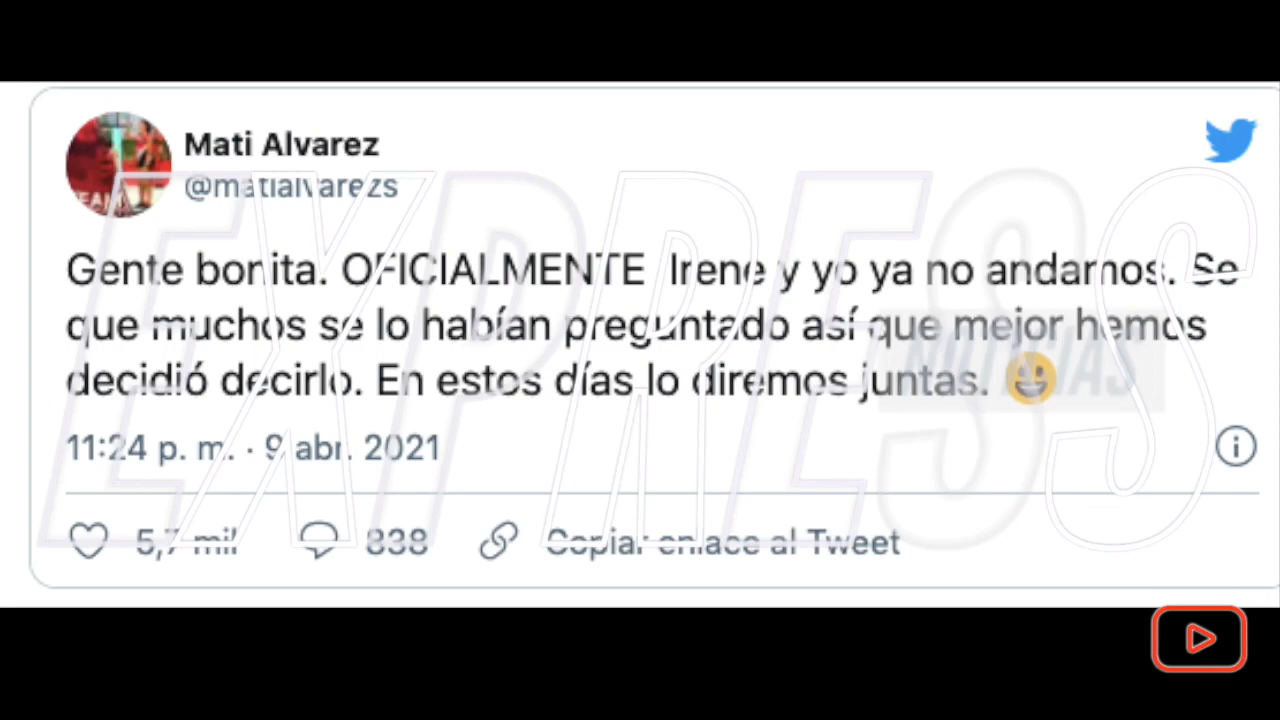 Mati Alvarez
@matialvarezs
Gente bonita. OFICIALMENTE Irene y yo ya no andamos. Se
que muchos se lo habían preguntado así que mejor hemos
decidió decirlo. En estos días lo diremos juntas. 😃
11:24 p. m. · 9 abr. 2021
5,7 mil 838 Copiar enlace al Tweet
EXPRESS